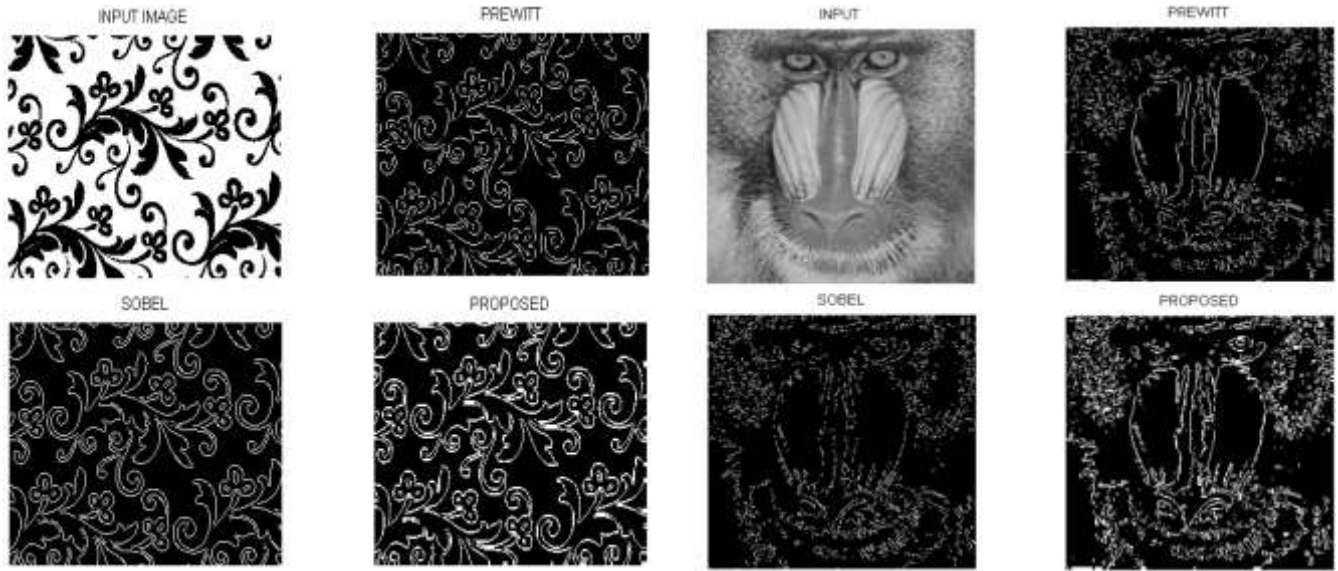 INPUT IMAGE
PREWITT
INPUT
PREWITT
SOBEL
PROPOSED
SOBEL
PROPOSED